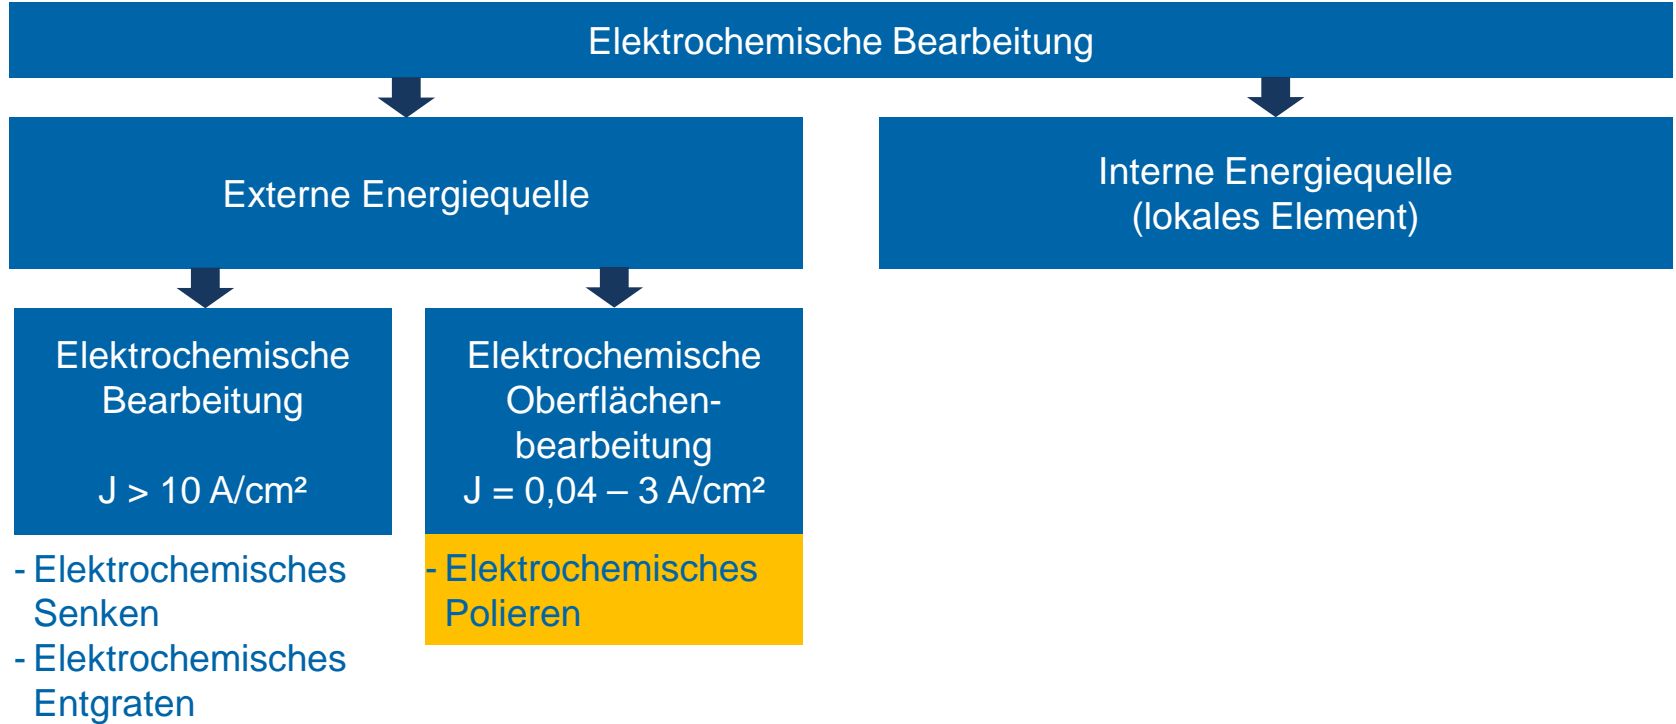 Elektrochemische Bearbeitung
Externe Energiequelle
Interne Energiequelle
(lokales Element)
Elektrochemische
Bearbeitung
J > 10 A/cm²
Elektrochemische
Oberflächen-
bearbeitung
J = 0,04 – 3 A/cm²
- Elektrochemisches
Senken
- Elektrochemisches
Entgraten
- Elektrochemisches
Polieren